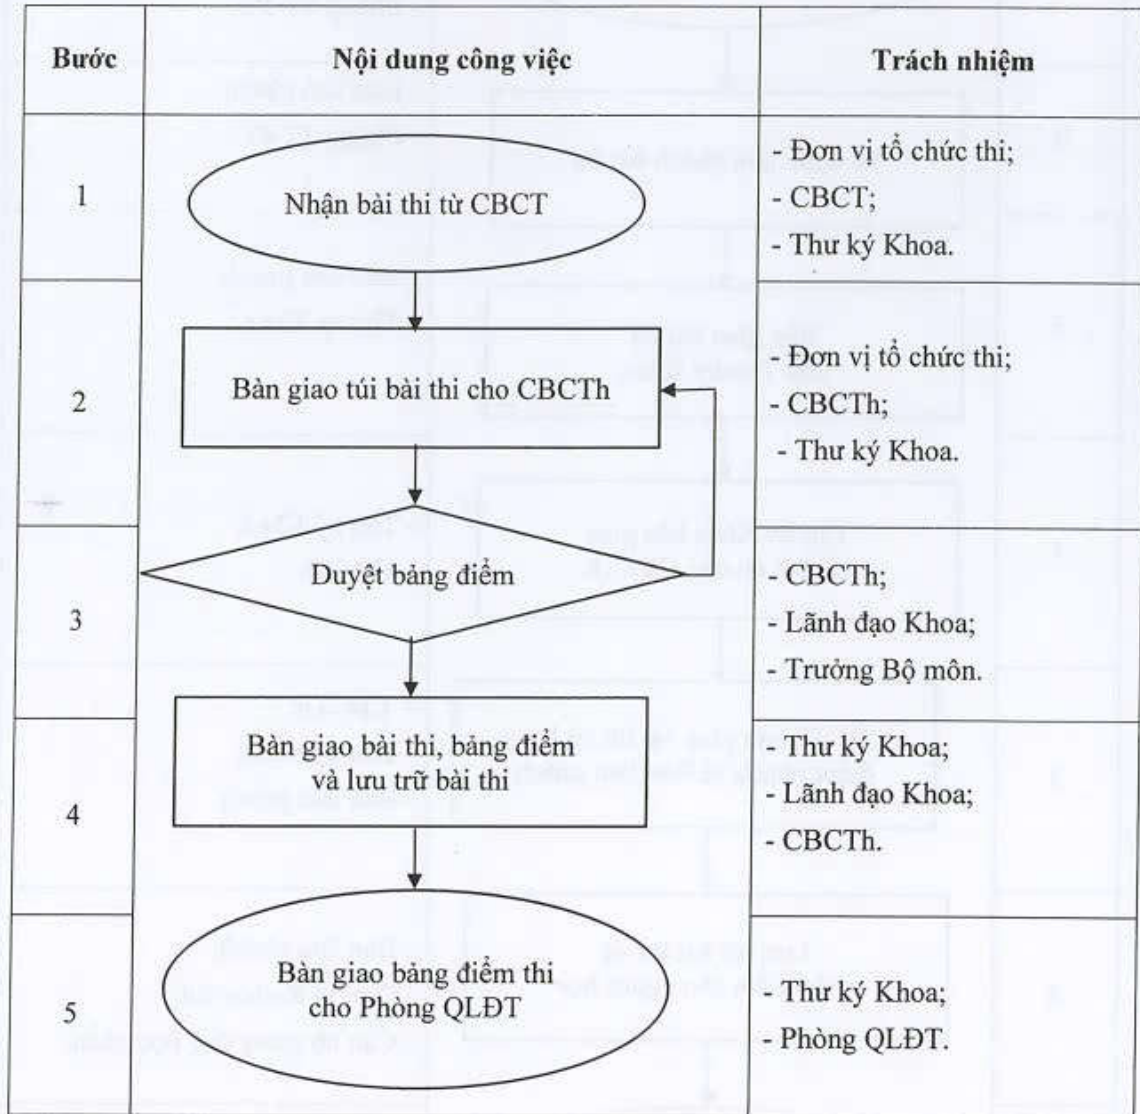 Bước
Nội dung công việc
Trách nhiệm
1
Nhận bài thi từ CBCT
- Đơn vị tổ chức thi;
- CBCT;
- Thư ký Khoa.
2
Bàn giao túi bài thi cho CBCTh
- Đơn vị tổ chức thi;
- CBCTh;
- Thư ký Khoa.
3
Duyệt bảng điểm
- CBCTh;
- Lãnh đạo Khoa;
- Trưởng Bộ môn.
4
Bàn giao bài thi, bảng điểm
và lưu trữ bài thi
- Thư ký Khoa;
- Lãnh đạo Khoa;
- CBCTh.
5
Bàn giao bảng điểm thi
cho Phòng QLĐT
- Thư ký Khoa;
- Phòng QLĐT.